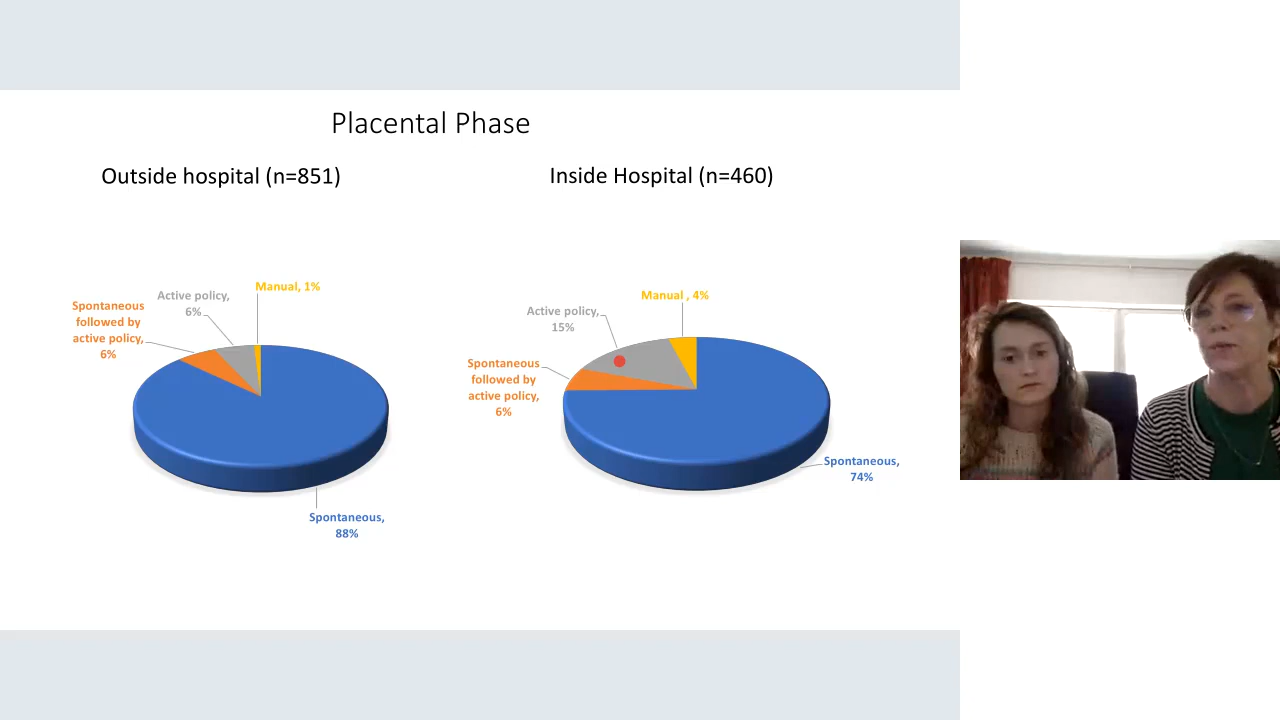 Placental Phase
Outside hospital (n=851)
Inside Hospital (n=460)
Manual, 1%
Active policy,
6%
Spontaneous
followed by
active policy,
6%
Spontaneous,
88%
Manual , 4%
Active policy,
15%
Spontaneous
followed by
active policy,
6%
Spontaneous,
74%